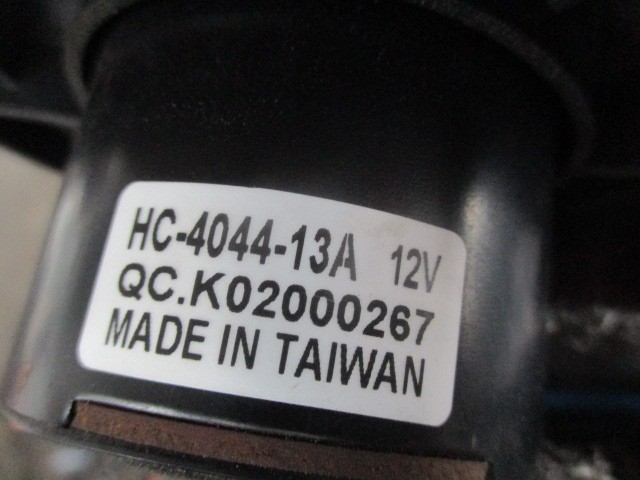 HC-4044-13A 12V
QC.K02000267
MADE IN TAIWAN